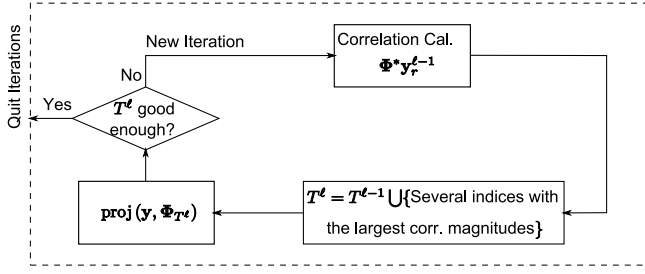 New Iteration
Correlation Cal.
Φ*y_r^{ℓ-1}
No
Quit Iterations
Yes
T^ℓ good
enough?
proj (y, Φ_{T^ℓ})
T^ℓ = T^{ℓ-1} ⋃{Several indices with
the largest corr. magnitudes}